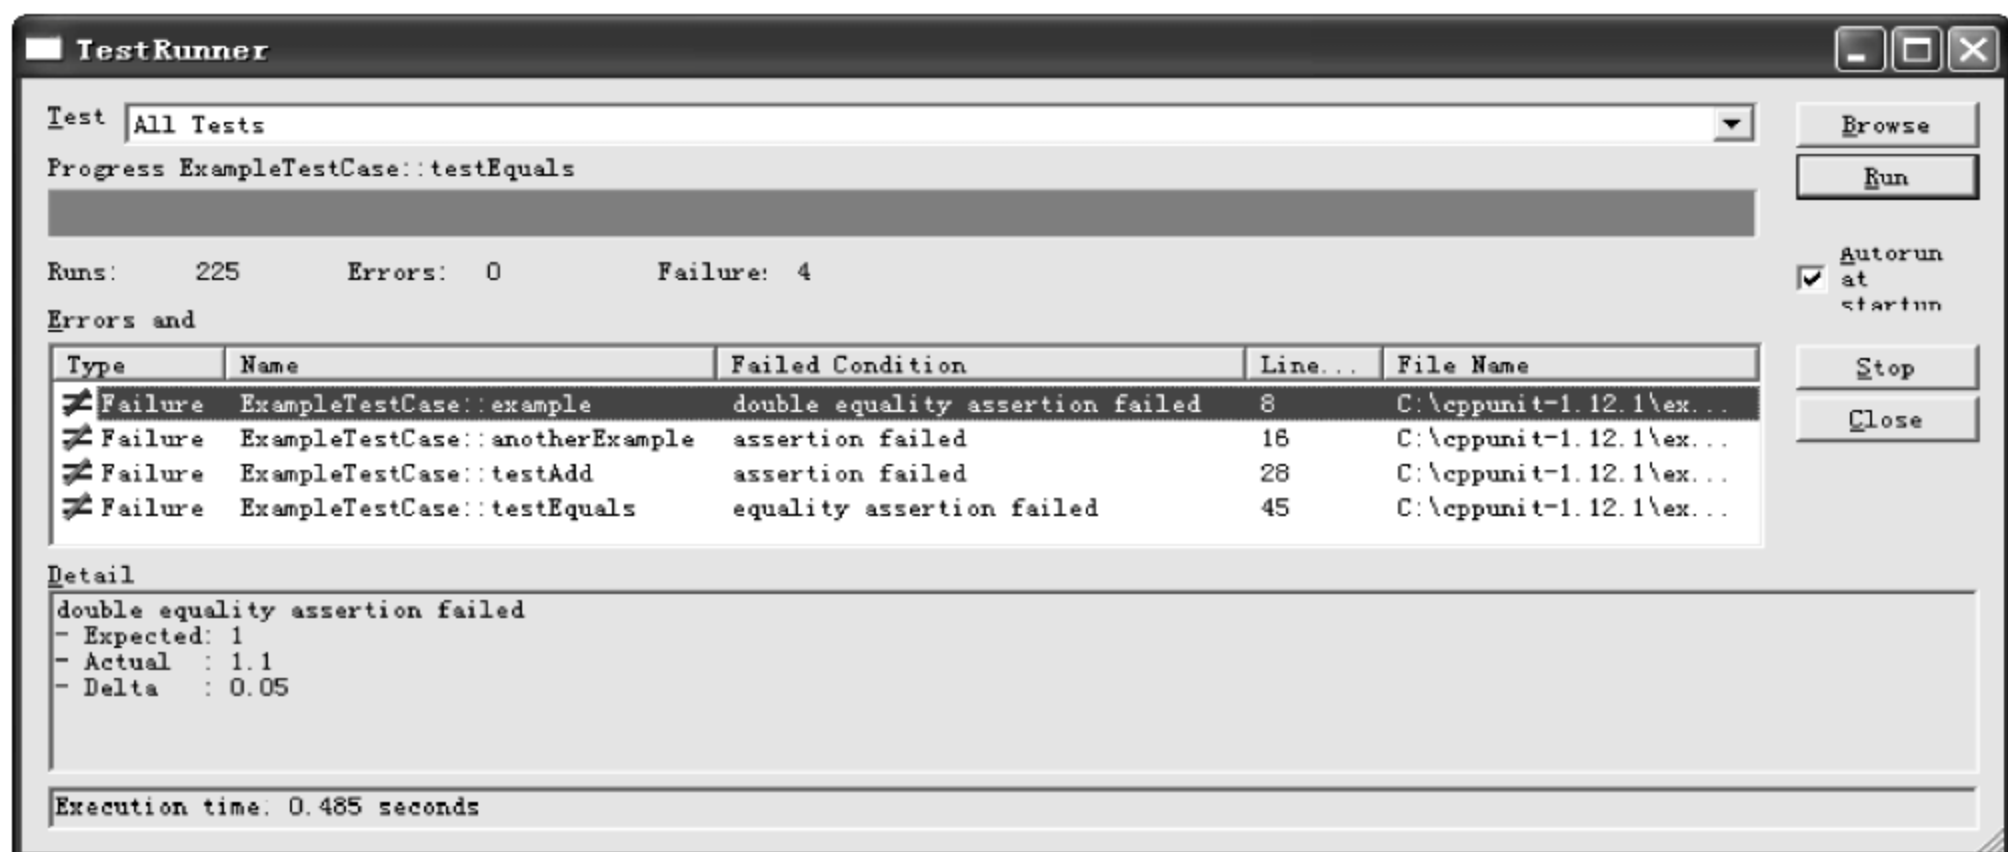 TestRunner
Test All Tests Browse
Progress ExampleTestCase::testEquals
Run
Runs: 225 Errors: 0 Failure: 4
Autorun
at
startup
Errors and
Type Name Failed Condition Line... File Name
Failure ExampleTestCase::example double equality assertion failed 8 C:\cppunit-1.12.1\ex...
Failure ExampleTestCase::anotherExample assertion failed 16 C:\cppunit-1.12.1\ex...
Failure ExampleTestCase::testAdd assertion failed 28 C:\cppunit-1.12.1\ex...
Failure ExampleTestCase::testEquals equality assertion failed 45 C:\cppunit-1.12.1\ex...
Stop
Close
Detail
double equality assertion failed
- Expected: 1
- Actual : 1.1
- Delta : 0.05
Execution time: 0.485 seconds